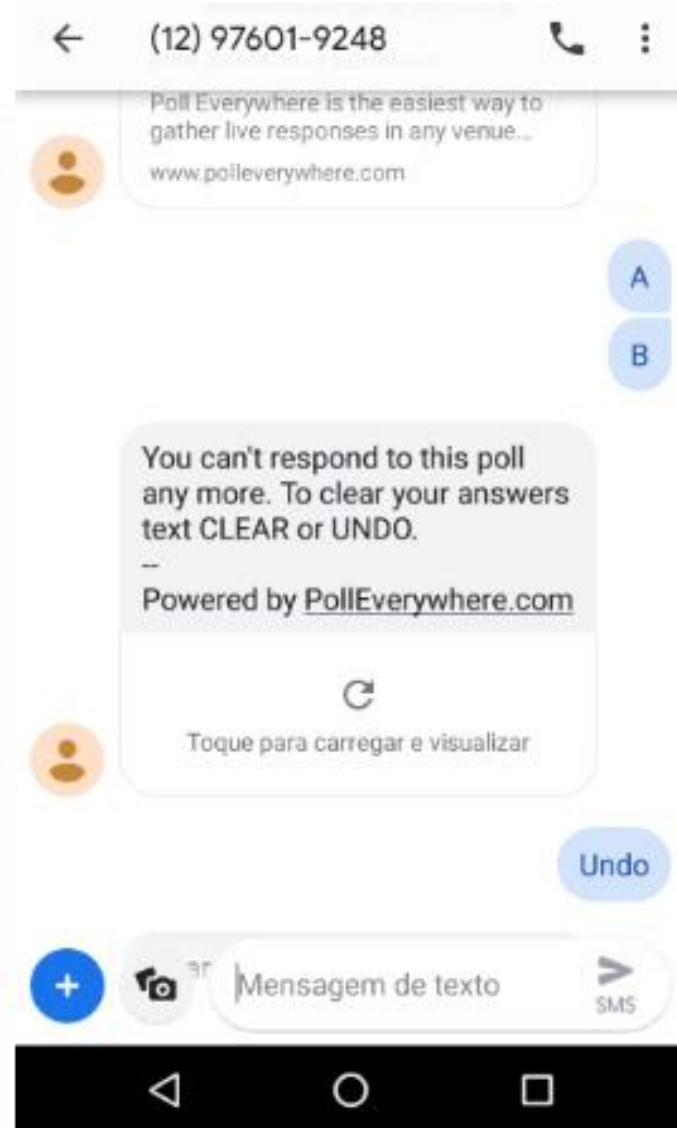 (12) 97601-9248
Poll Everywhere is the easiest way to
gather live responses in any venue...
www.polleverywhere.com
A
B
You can't respond to this poll
any more. To clear your answers
text CLEAR or UNDO.
--
Powered by PollEverywhere.com
Toque para carregar e visualizar
Undo
Mensagem de texto
SMS